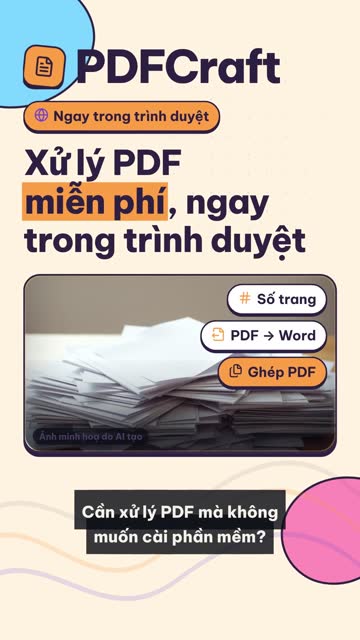 PDFCraft
Ngay trong trình duyệt
Xử lý PDF
miễn phí, ngay
trong trình duyệt
Số trang
PDF → Word
Ghép PDF
Ảnh minh hoạ do AI tạo
Cần xử lý PDF mà không
muốn cài phần mềm?